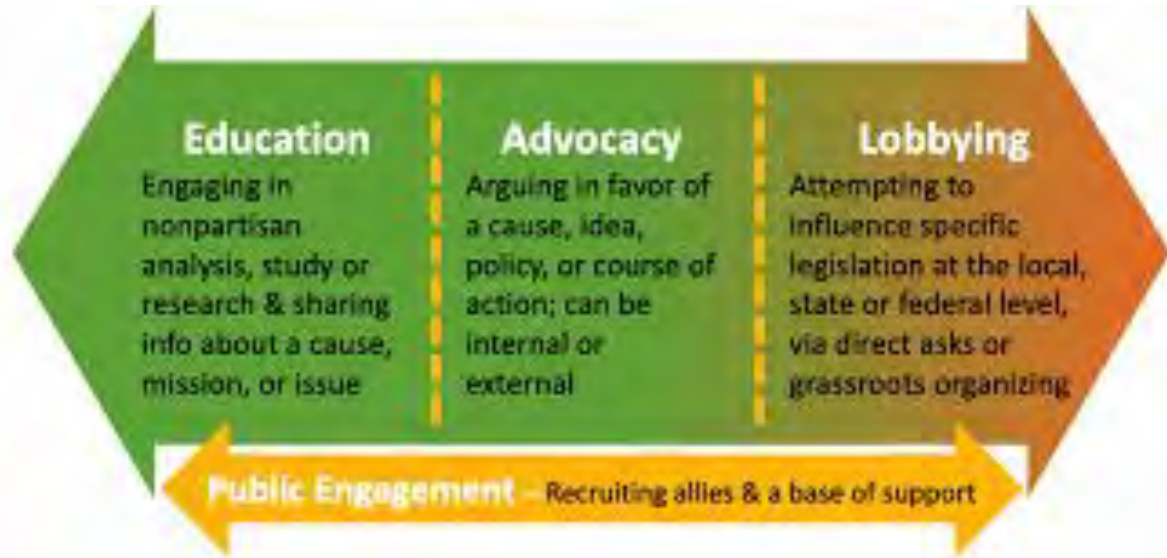 Education
Engaging in
nonpartisan
analysis, study or
research & sharing
info about a cause,
mission, or issue
Advocacy
Arguing in favor of
a cause, idea,
policy, or course of
action; can be
internal or
external
Lobbying
Attempting to
influence specific
legislation at the local,
state or federal level,
via direct asks or
grassroots organizing
Public Engagement – Recruiting allies & a base of support